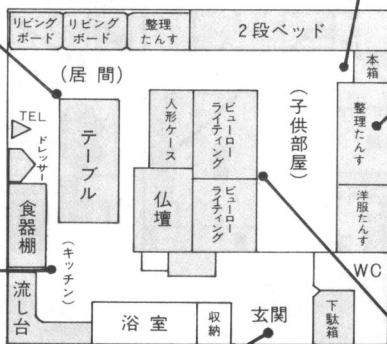 リビング
ボード
リビング
ボード
整理
たんす
2段ベッド
(居間)
本箱
TEL
ドレッサー
テーブル
人形ケース
ビューロー
ライティング
(子供部屋)
整理たんす
食器棚
仏壇
ビューロー
ライティング
洋服たんす
(キッチン)
WC
流し台
浴室
収納
玄関
下駄箱